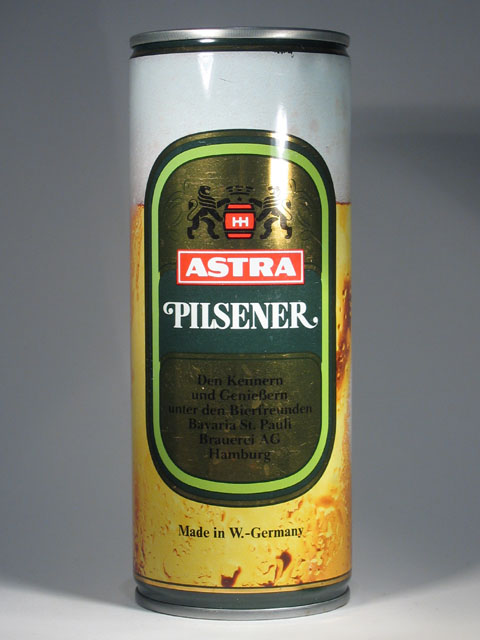 HH
ASTRA
PILSENER
Den Kennern
und Genießern
unter den Bierfreunden
Bavaria St. Pauli
Brauerei AG
Hamburg
Made in W.-Germany